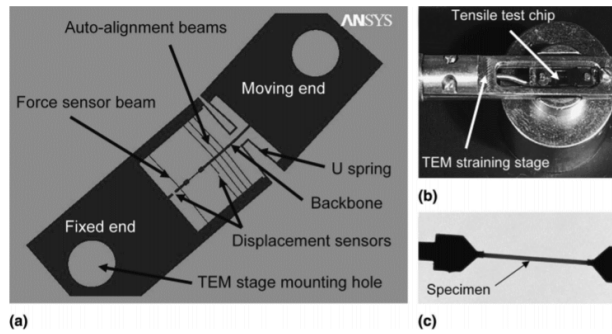 ANSYS
Auto-alignment beams
Moving end
Force sensor beam
U spring
Backbone
Fixed end
Displacement sensors
TEM stage mounting hole
(a)
Tensile test chip
TEM straining stage
(b)
Specimen
(c)